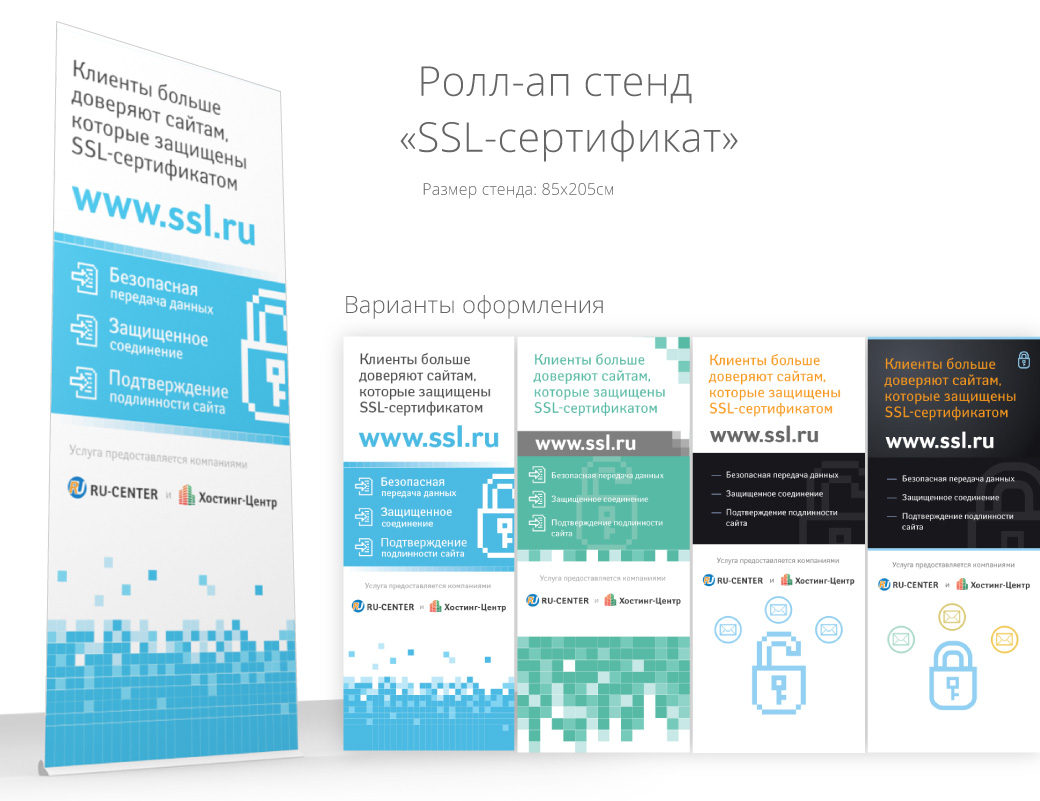 Ролл-ап стенд
«SSL-сертификат»
Размер стенда: 85х205см
Клиенты больше
доверяют сайтам,
которые защищены
SSL-сертификатом
www.ssl.ru
Безопасная
передача данных
Защищенное
соединение
Подтверждение
подлинности сайта
Услуга предоставляется компаниями
RU-CENTER и Хостинг-Центр
Варианты оформления
Клиенты больше
доверяют сайтам,
которые защищены
SSL-сертификатом
www.ssl.ru
Безопасная
передача данных
Защищенное
соединение
Подтверждение
подлинности сайта
Услуга предоставляется компаниями
RU-CENTER и Хостинг-Центр
Клиенты больше
доверяют сайтам,
которые защищены
SSL-сертификатом
www.ssl.ru
Безопасная передача данных
Защищенное соединение
Подтверждение подлинности
сайта
Услуга предоставляется компаниями
RU-CENTER и Хостинг-Центр
Клиенты больше
доверяют сайтам,
которые защищены
SSL-сертификатом
www.ssl.ru
— Безопасная передача данных
— Защищенное соединение
— Подтверждение подлинности
сайта
Услуга предоставляется компаниями
RU-CENTER и Хостинг-Центр
Клиенты больше
доверяют сайтам,
которые защищены
SSL-сертификатом
www.ssl.ru
— Безопасная передача данных
— Защищенное соединение
— Подтверждение подлинности
сайта
Услуга предоставляется компаниями
RU-CENTER и Хостинг-Центр